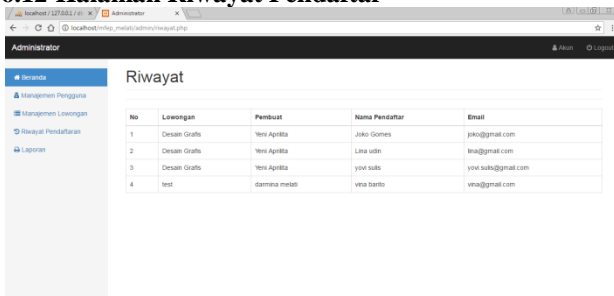 Halaman Riwayat Pendaftar
localhost / 127.0.0.1 / d
Administrator
localhost/mfep_melati/admin/riwayat.php
Administrator
Akun
Logout
Beranda
Manajemen Pengguna
Manajemen Lowongan
Riwayat Pendaftaran
Laporan
Riwayat
No Lowongan Pembuat Nama Pendaftar Email
1 Desain Grafis Yeni Aprilita Joko Gomes joko@gmail.com
2 Desain Grafis Yeni Aprilita Lina udin lina@gmail.com
3 Desain Grafis Yeni Aprilita yovi sulis yovi.sulis@gmail.com
4 test darmina melati vina barito vina@gmail.com